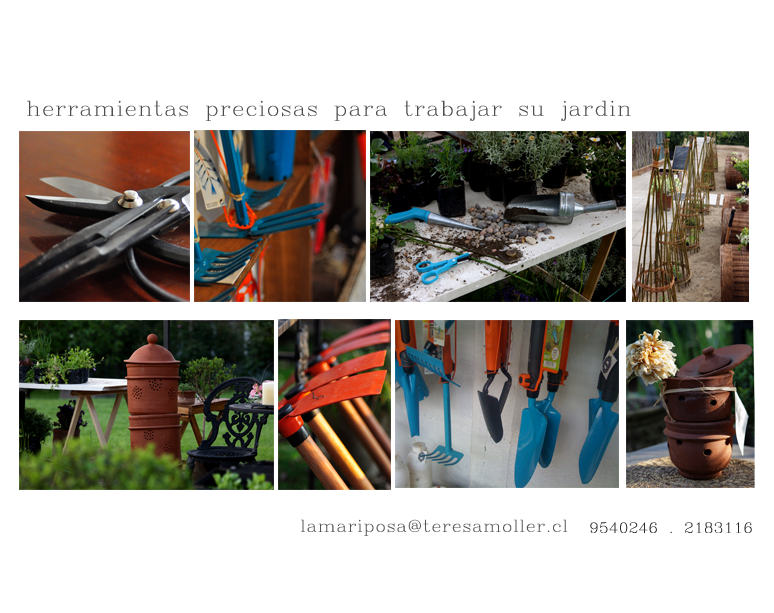 herramientas preciosas para trabajar su jardin
lamariposa@teresamoller.cl 9540246 . 2183116